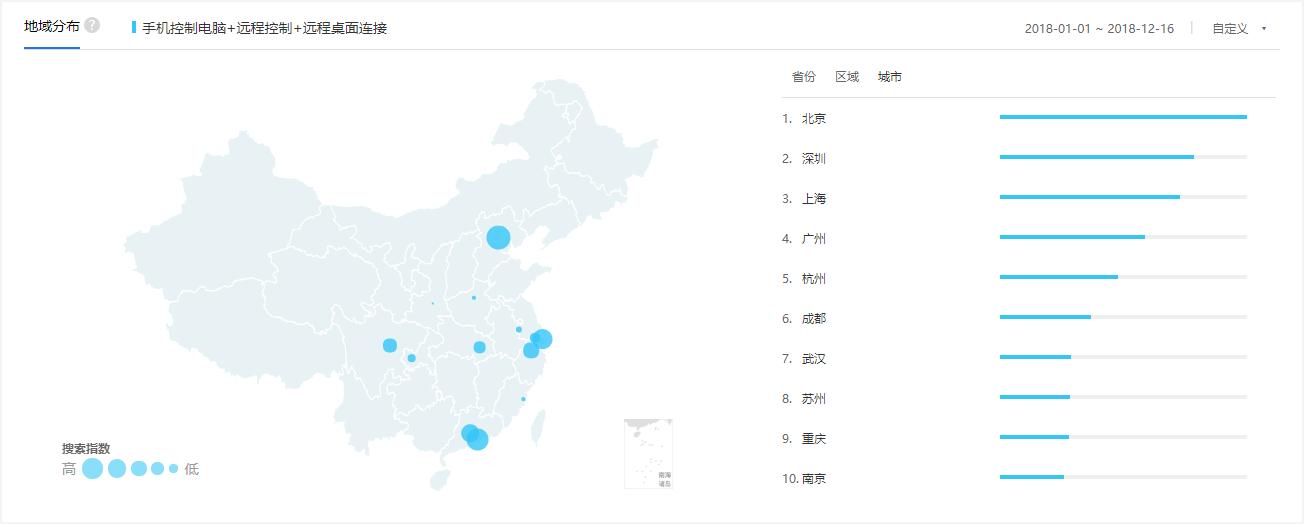 地域分布 ? 手机控制电脑+远程控制+远程桌面连接 2018-01-01 ~ 2018-12-16 | 自定义
省份 区域 城市
1. 北京
2. 深圳
3. 上海
4. 广州
5. 杭州
6. 成都
7. 武汉
8. 苏州
9. 重庆
10. 南京
搜索指数
高 低
南海
诸岛